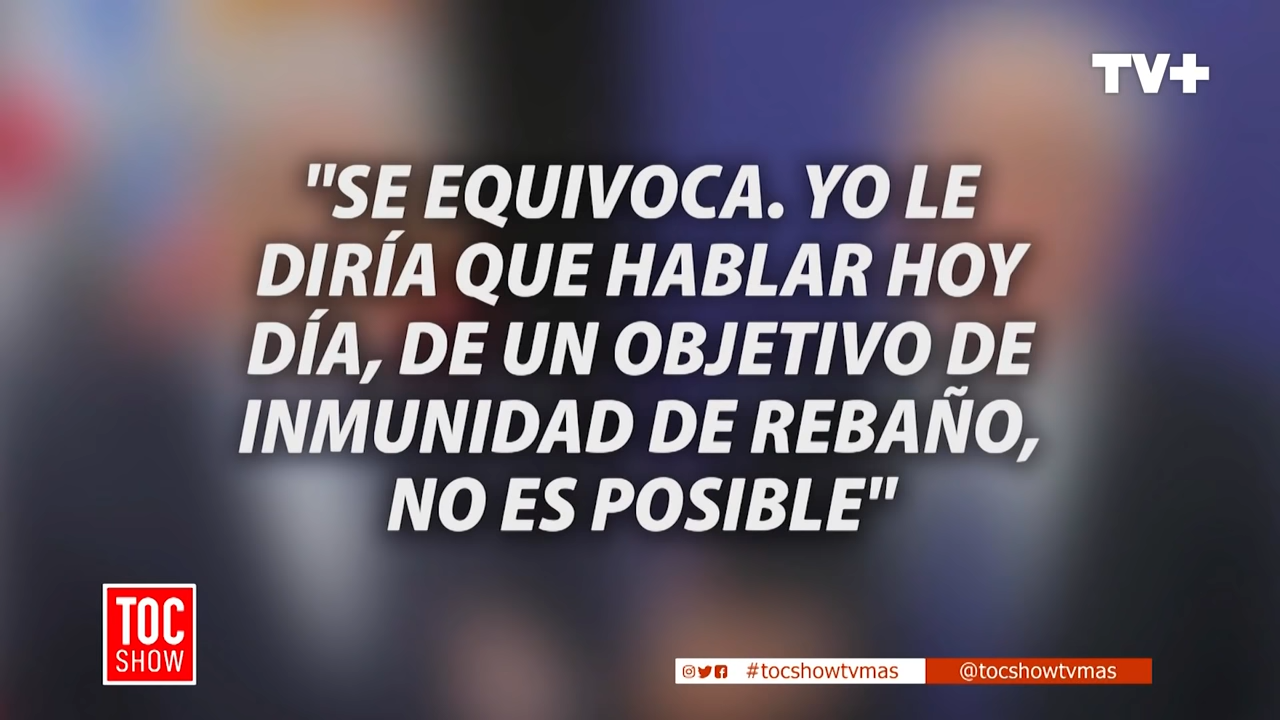 TV+
"SE EQUIVOCA. YO LE
DIRÍA QUE HABLAR HOY
DÍA, DE UN OBJETIVO DE
INMUNIDAD DE REBAÑO,
NO ES POSIBLE"
TOC
SHOW
#tocshowtvmas
@tocshowtvmas